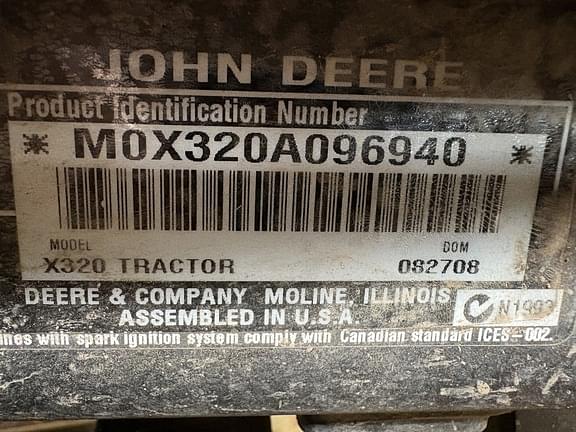 JOHN DEERE
Product Identification Number
* M0X320A096940 *
MODEL DOM
X320 TRACTOR 082708
DEERE & COMPANY MOLINE, ILLINOIS
ASSEMBLED IN U.S.A.
N1993
with spark ignition system comply with Canadian standard ICES-002.